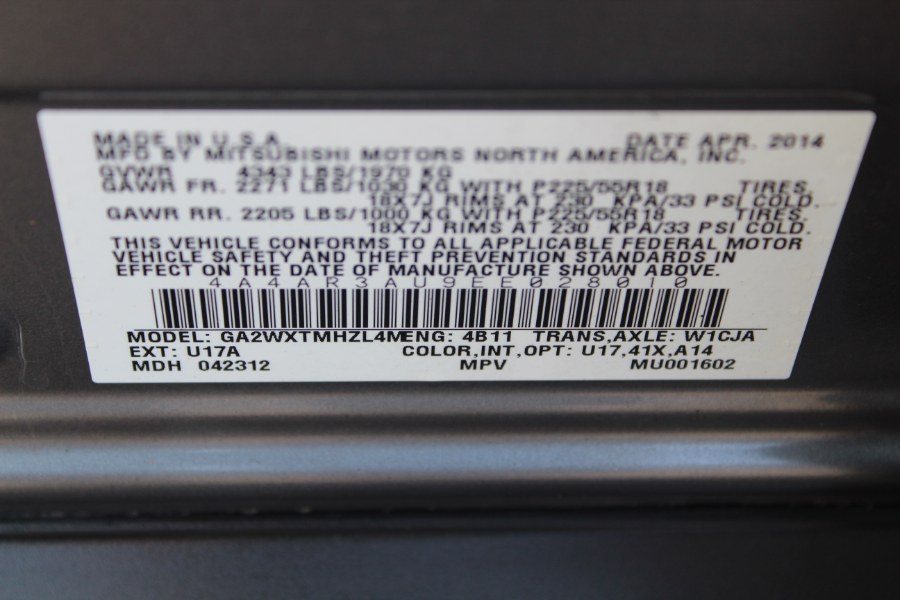 MADE IN U.S.A. DATE APR. 2014
MFD BY MITSUBISHI MOTORS NORTH AMERICA, INC.
GVWR 4343 LBS/1970 KG
GAWR FR. 2271 LBS/1030 KG WITH P225/55R18 TIRES,
18X7J RIMS AT 230 KPA/33 PSI COLD.
GAWR RR. 2205 LBS/1000 KG WITH P225/55R18 TIRES,
18X7J RIMS AT 230 KPA/33 PSI COLD.
THIS VEHICLE CONFORMS TO ALL APPLICABLE FEDERAL MOTOR
VEHICLE SAFETY AND THEFT PREVENTION STANDARDS IN
EFFECT ON THE DATE OF MANUFACTURE SHOWN ABOVE.
4A4AR3AU9EE028010
MODEL: GA2WXTMHZL4M ENG: 4B11 TRANS,AXLE: W1CJA
EXT: U17A COLOR,INT,OPT: U17,41X,A14
MDH 042312 MPV MU001602